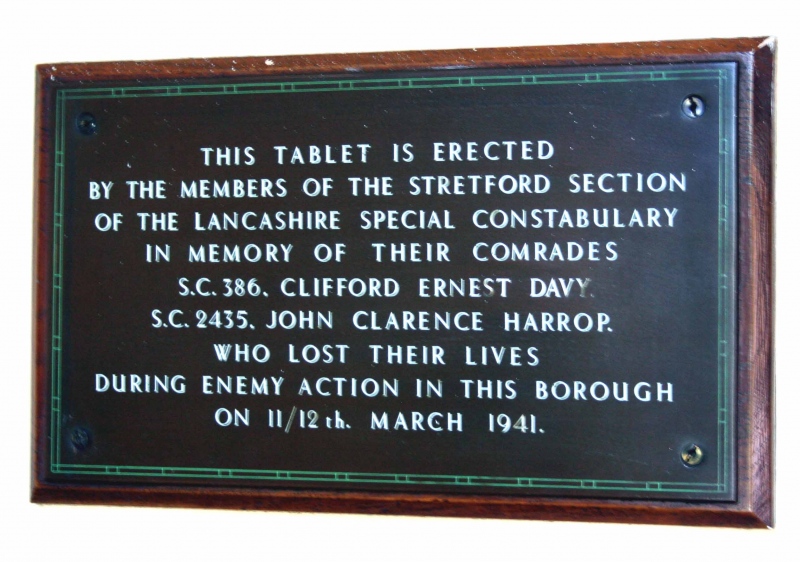 THIS TABLET IS ERECTED
BY THE MEMBERS OF THE STRETFORD SECTION
OF THE LANCASHIRE SPECIAL CONSTABULARY
IN MEMORY OF THEIR COMRADES
S.C. 386. CLIFFORD ERNEST DAVY.
S.C. 2435. JOHN CLARENCE HARROP.
WHO LOST THEIR LIVES
DURING ENEMY ACTION IN THIS BOROUGH
ON 11/12th. MARCH 1941.